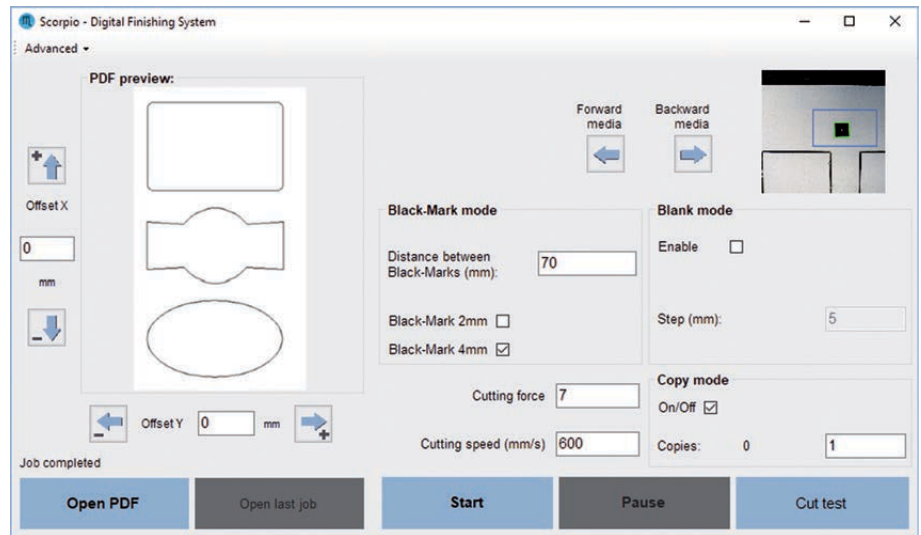 Scorpio - Digital Finishing System
Advanced
PDF preview:
Forward
media
Backward
media
+
Offset X
0
mm
-
Black-Mark mode
Distance between
Black-Marks (mm):
70
Black-Mark 2mm
Black-Mark 4mm
Blank mode
Enable
Step (mm):
5
Cutting force
7
Cutting speed (mm/s)
600
Copy mode
On/Off
Copies:
0
1
-
Offset Y
0
mm
+
Job completed
Open PDF
Open last job
Start
Pause
Cut test